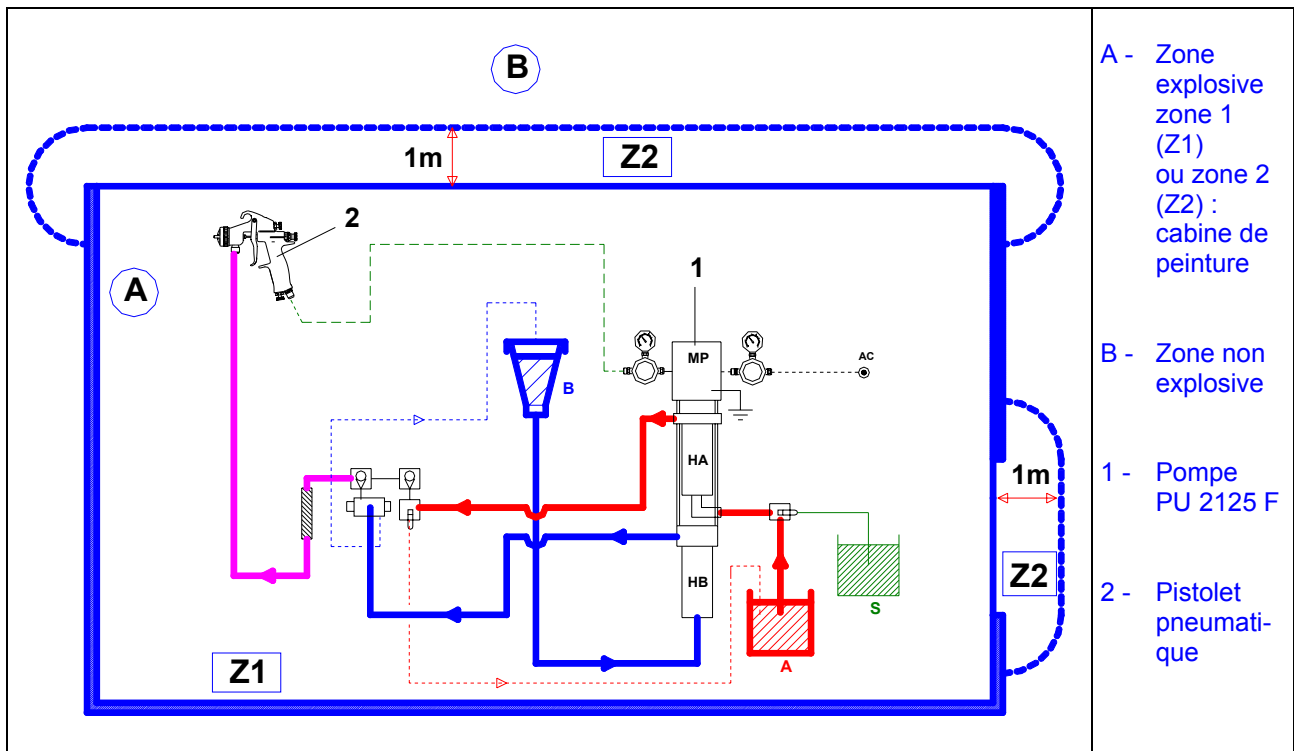 B
1m
Z2
2
1
A
MP
AC
B
HA
1m
HB
Z2
S
A
Z1
A - Zone
explosive
zone 1
(Z1)
ou zone 2
(Z2) :
cabine de
peinture
B - Zone non
explosive
1 - Pompe
PU 2125 F
2 - Pistolet
pneumati-
que